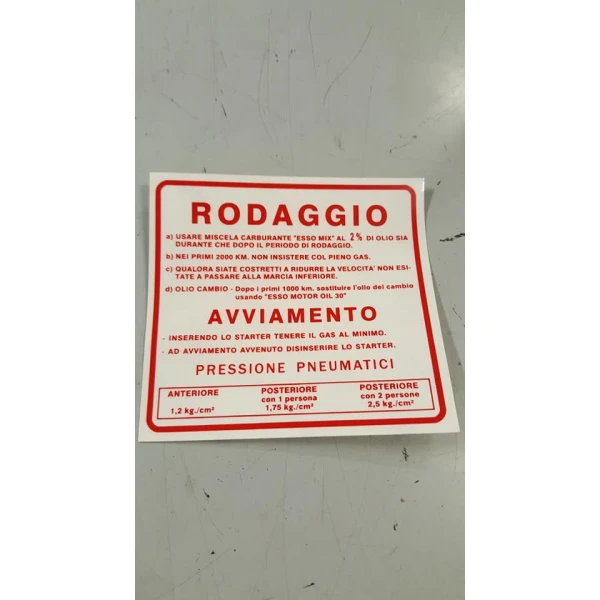 RODAGGIO
a) USARE MISCELA CARBURANTE "ESSO MIX" AL 2% DI OLIO SIA
DURANTE CHE DOPO IL PERIODO DI RODAGGIO.
b) NEI PRIMI 2000 KM. NON INSISTERE COL PIENO GAS.
c) QUALORA SIATE COSTRETTI A RIDURRE LA VELOCITA' NON ESI-
TATE A PASSARE ALLA MARCIA INFERIORE.
d) OLIO CAMBIO - Dopo i primi 1000 km. sostituire l'olio del cambio
usando "ESSO MOTOR OIL 30"
AVVIAMENTO
- INSERENDO LO STARTER TENERE IL GAS AL MINIMO.
- AD AVVIAMENTO AVVENUTO DISINSERIRE LO STARTER.
PRESSIONE PNEUMATICI
ANTERIORE
1,2 kg./cm²
POSTERIORE
con 1 persona
1,75 kg./cm²
POSTERIORE
con 2 persone
2,5 kg./cm²